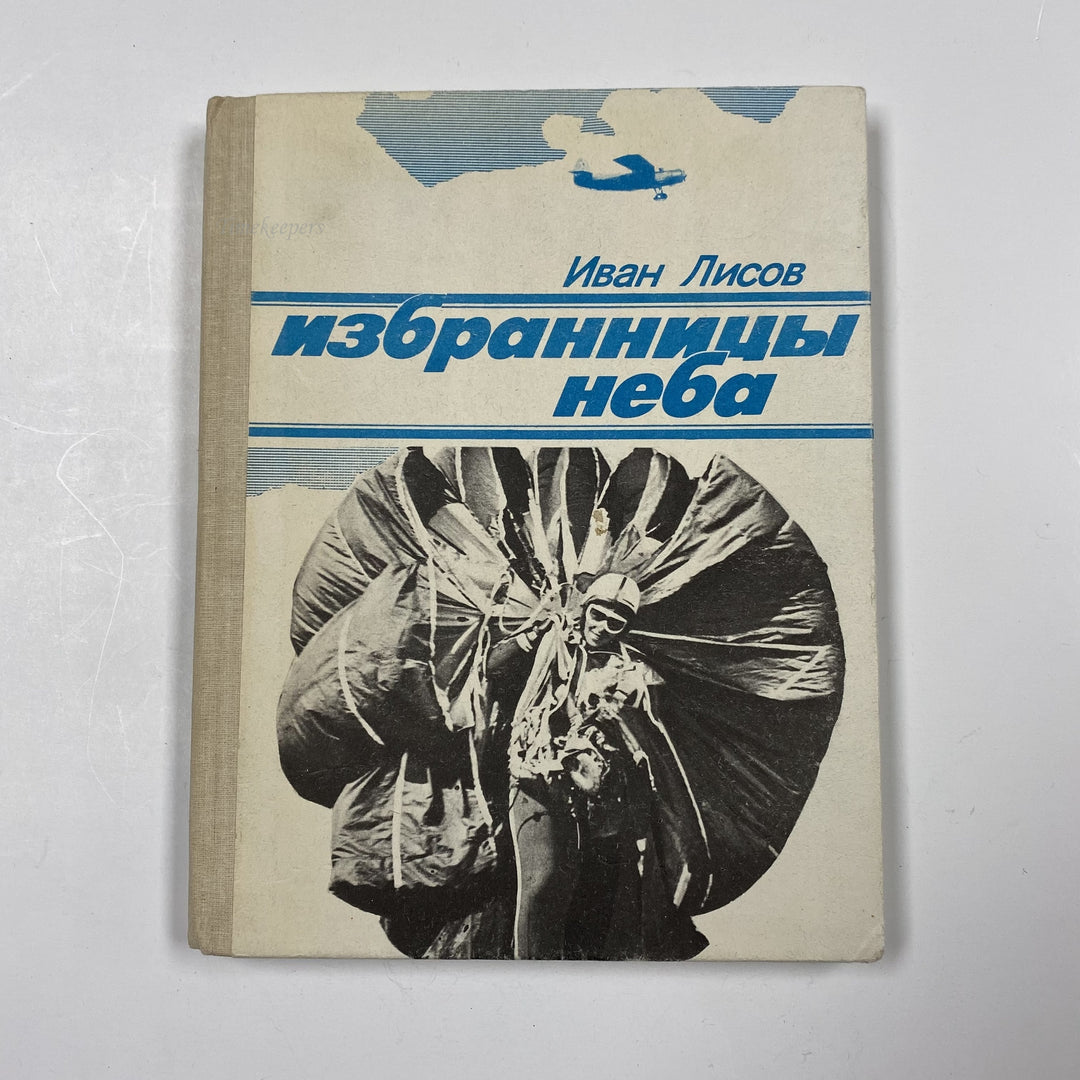 Иван Лисов
избранницы
неба